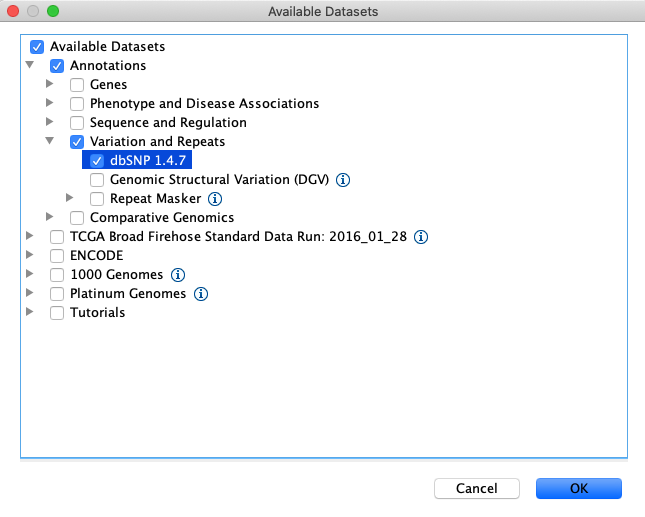 Available Datasets
Available Datasets
Annotations
Genes
Phenotype and Disease Associations
Sequence and Regulation
Variation and Repeats
dbSNP 1.4.7
Genomic Structural Variation (DGV)
Repeat Masker
Comparative Genomics
TCGA Broad Firehose Standard Data Run: 2016_01_28
ENCODE
1000 Genomes
Platinum Genomes
Tutorials
Cancel OK